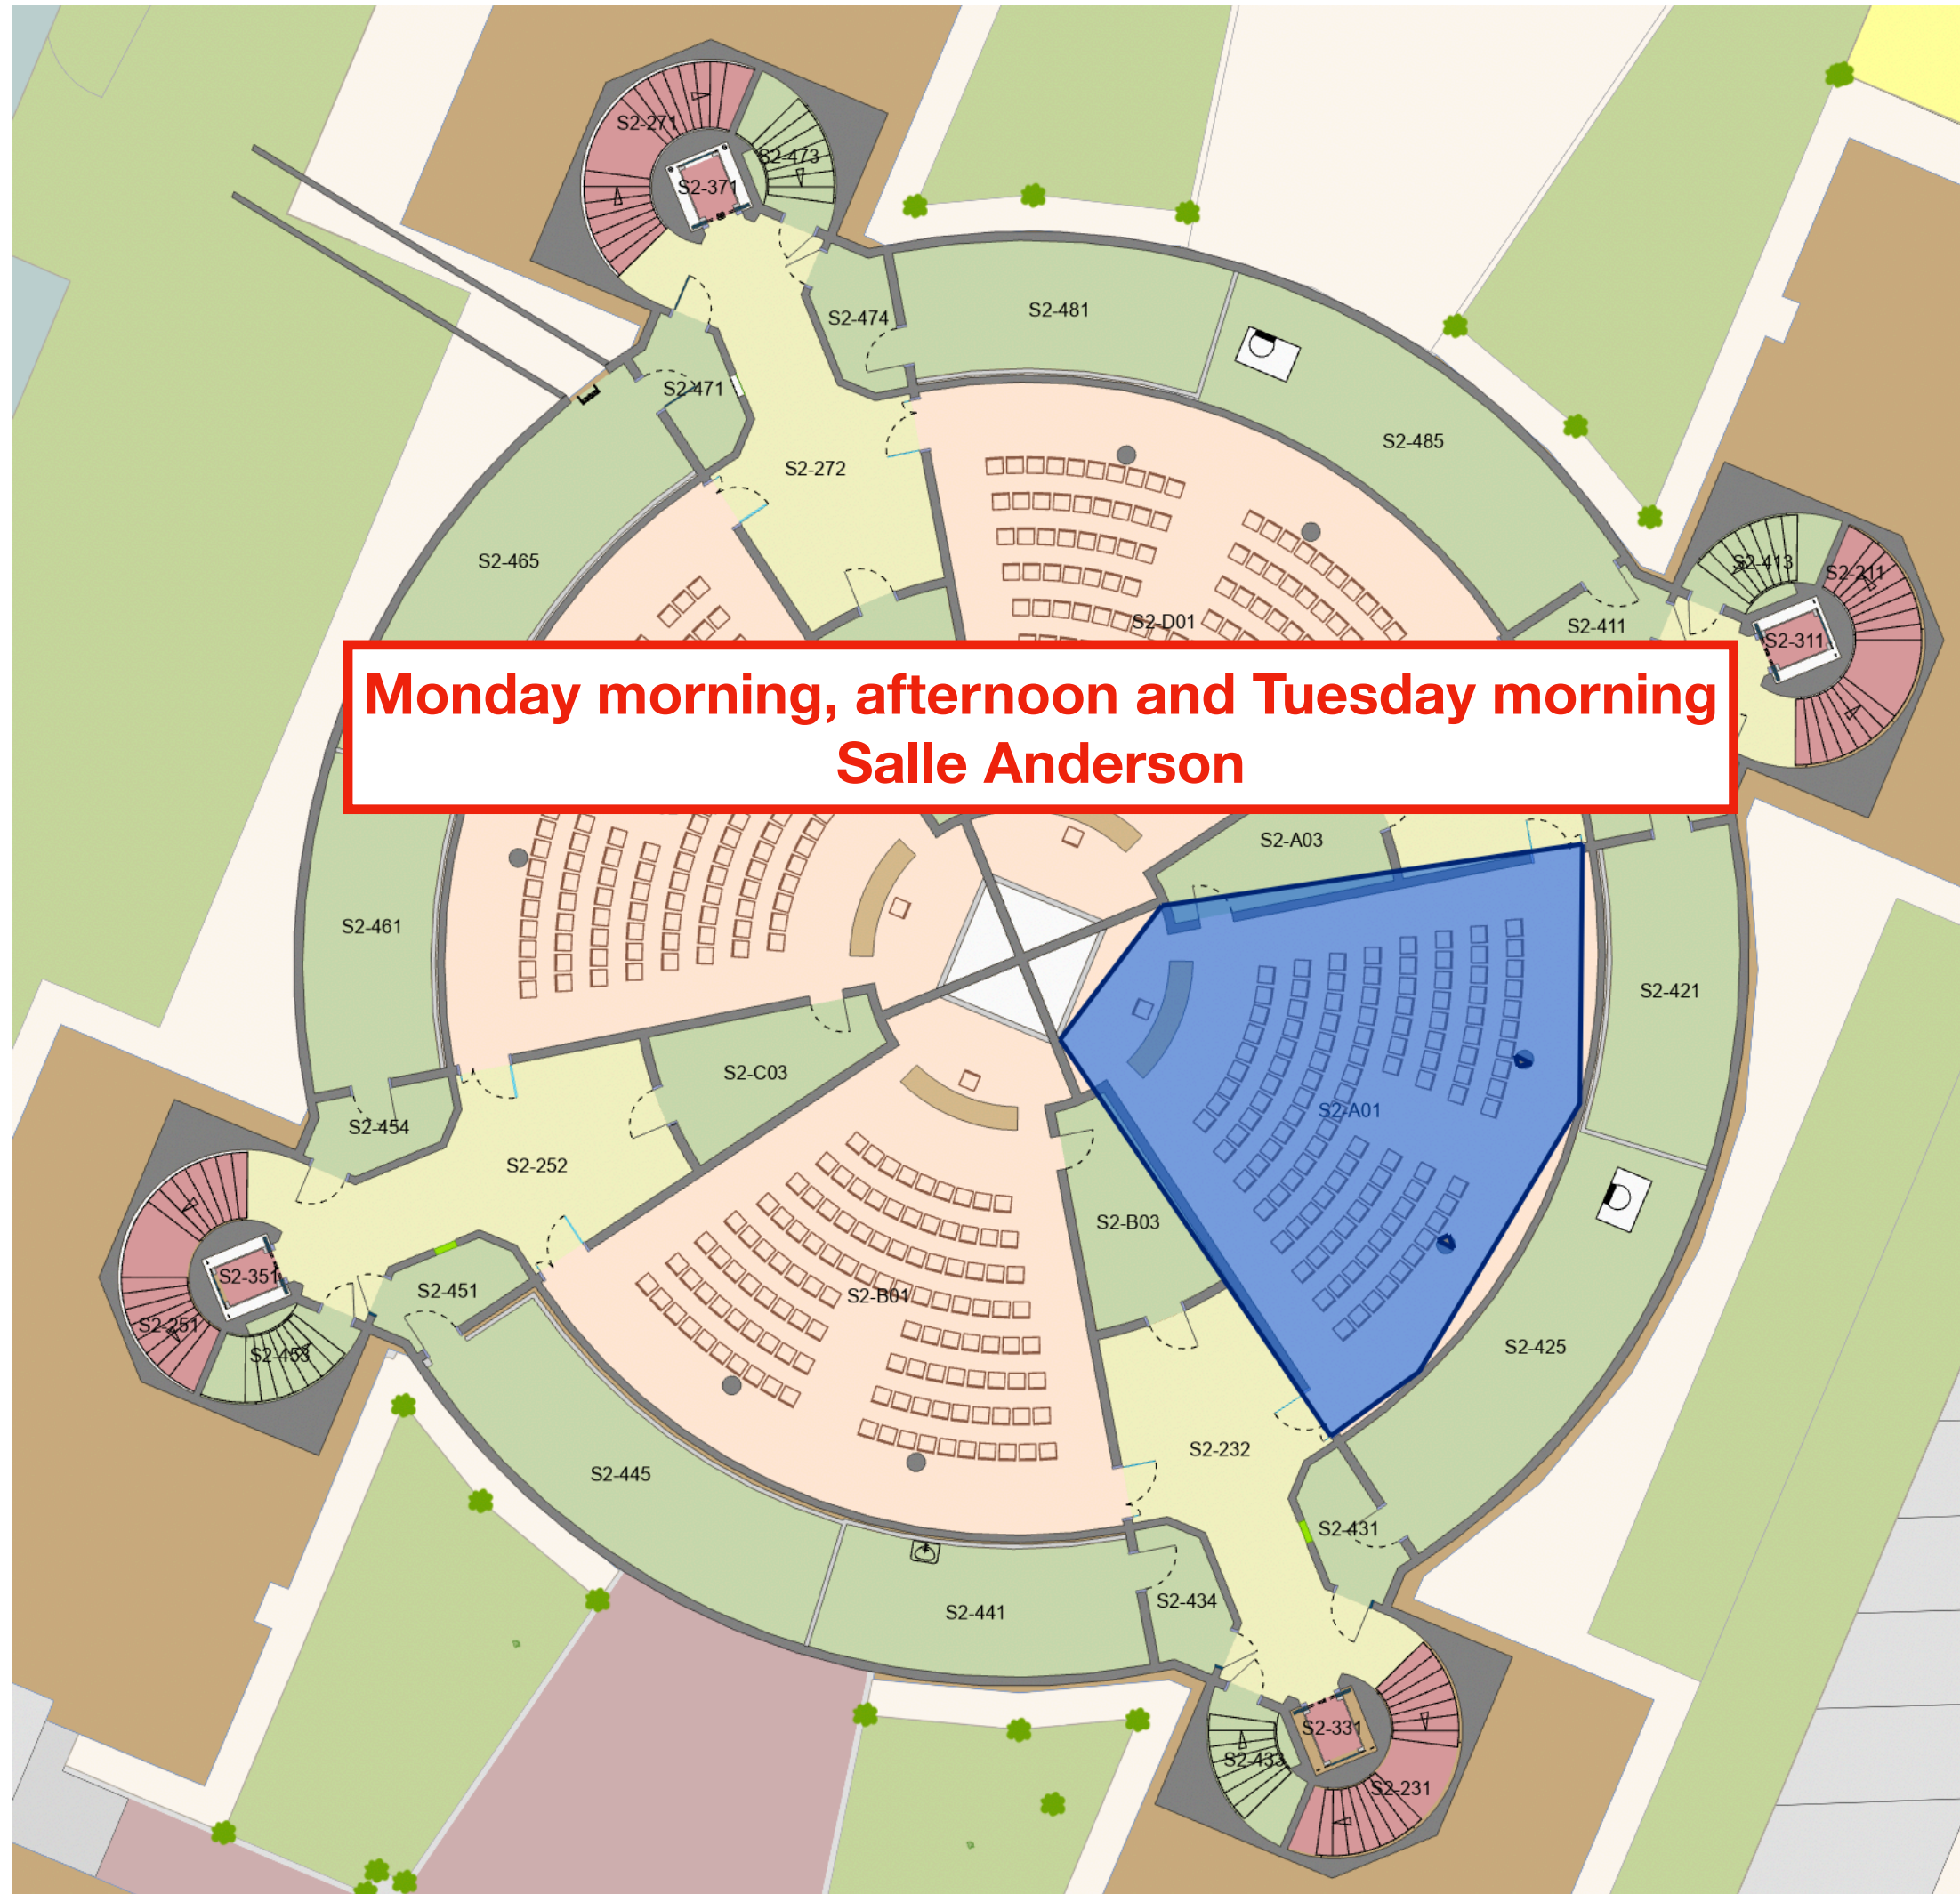 S2-271
S2-473
S2-371
S2-474
S2-481
S2-471
S2-485
S2-272
S2-465
S2-413
S2-211
S2-D01
S2-411
S2-311
Monday morning, afternoon and Tuesday morning
Salle Anderson
S2-A03
S2-461
S2-421
S2-C03
S2-A01
S2-454
S2-252
S2-B03
S2-351
S2-451
S2-B01
S2-251
S2-453
S2-425
S2-232
S2-445
S2-431
S2-441
S2-434
S2-331
S2-433
S2-231